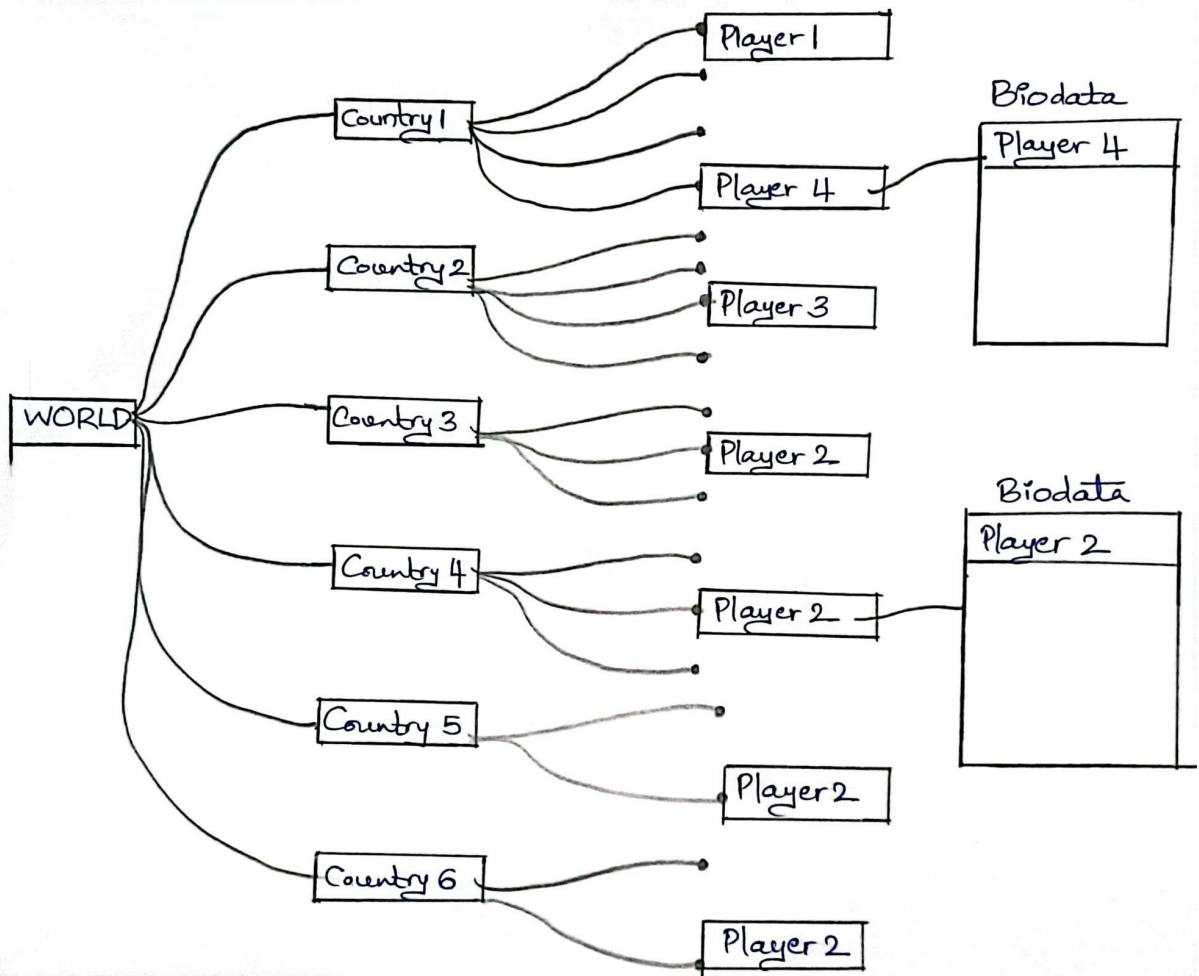 Player 1
Biodata
Country 1
Player 4
Player 4
Country 2
Player 3
WORLD
Country 3
Player 2
Biodata
Player 2
Country 4
Player 2
Country 5
Player 2
Country 6
Player 2